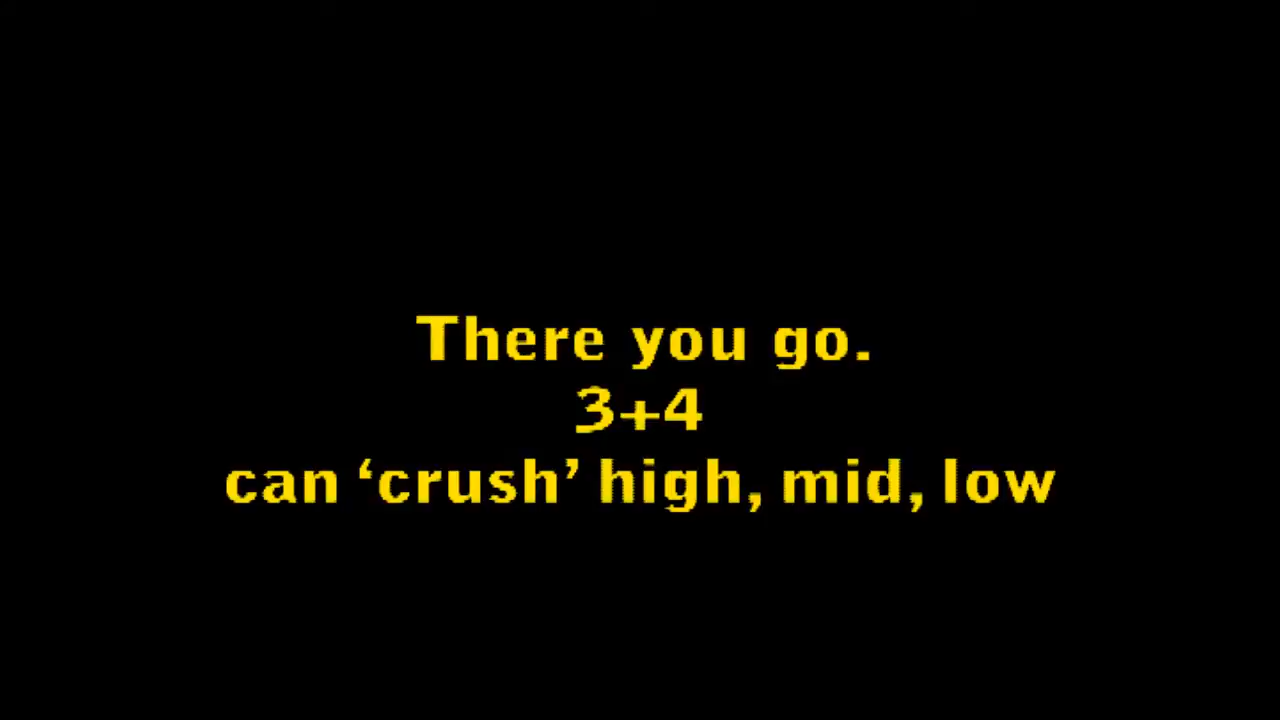 There you go.
3+4
can ‘crush’ high, mid, low